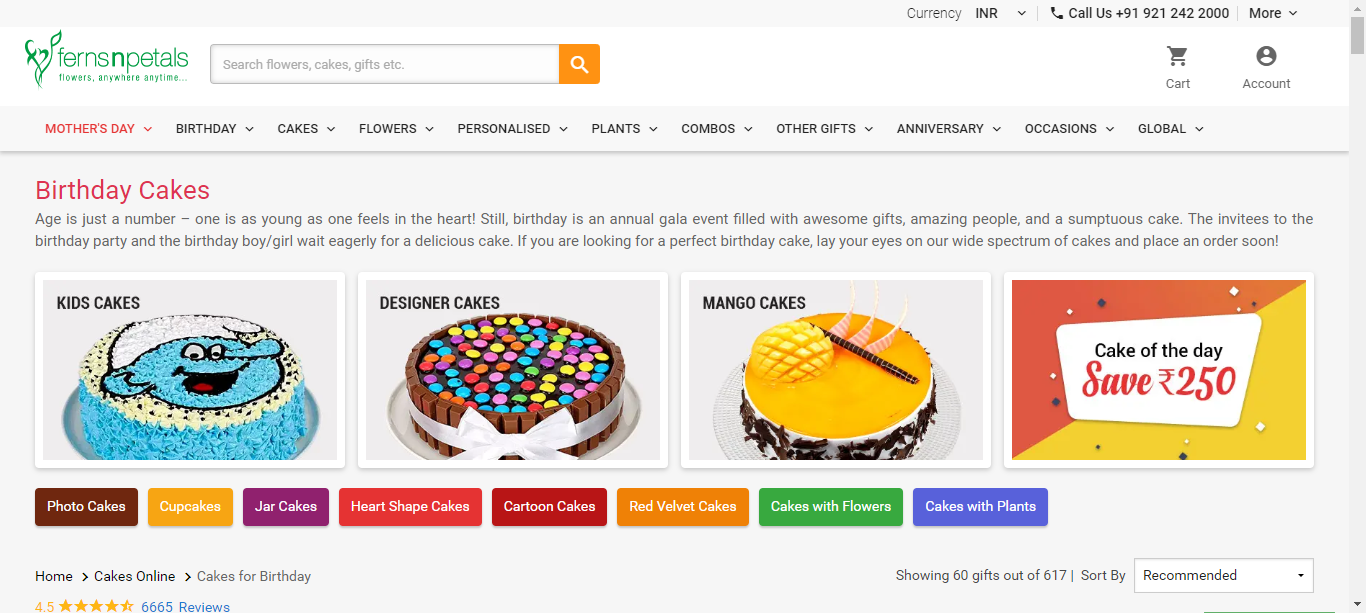 Currency INR Call Us +91 921 242 2000 More
fernsnpetals
flowers, anywhere anytime...
Search flowers, cakes, gifts etc.
Cart Account
MOTHER'S DAY BIRTHDAY CAKES FLOWERS PERSONALISED PLANTS COMBOS OTHER GIFTS ANNIVERSARY OCCASIONS GLOBAL
Birthday Cakes
Age is just a number – one is as young as one feels in the heart! Still, birthday is an annual gala event filled with awesome gifts, amazing people, and a sumptuous cake. The invitees to the
birthday party and the birthday boy/girl wait eagerly for a delicious cake. If you are looking for a perfect birthday cake, lay your eyes on our wide spectrum of cakes and place an order soon!
KIDS CAKES
DESIGNER CAKES
MANGO CAKES
Cake of the day
Save ₹250
Photo Cakes Cupcakes Jar Cakes Heart Shape Cakes Cartoon Cakes Red Velvet Cakes Cakes with Flowers Cakes with Plants
Home Cakes Online Cakes for Birthday
Showing 60 gifts out of 617 | Sort By Recommended
4.5 6665 Reviews